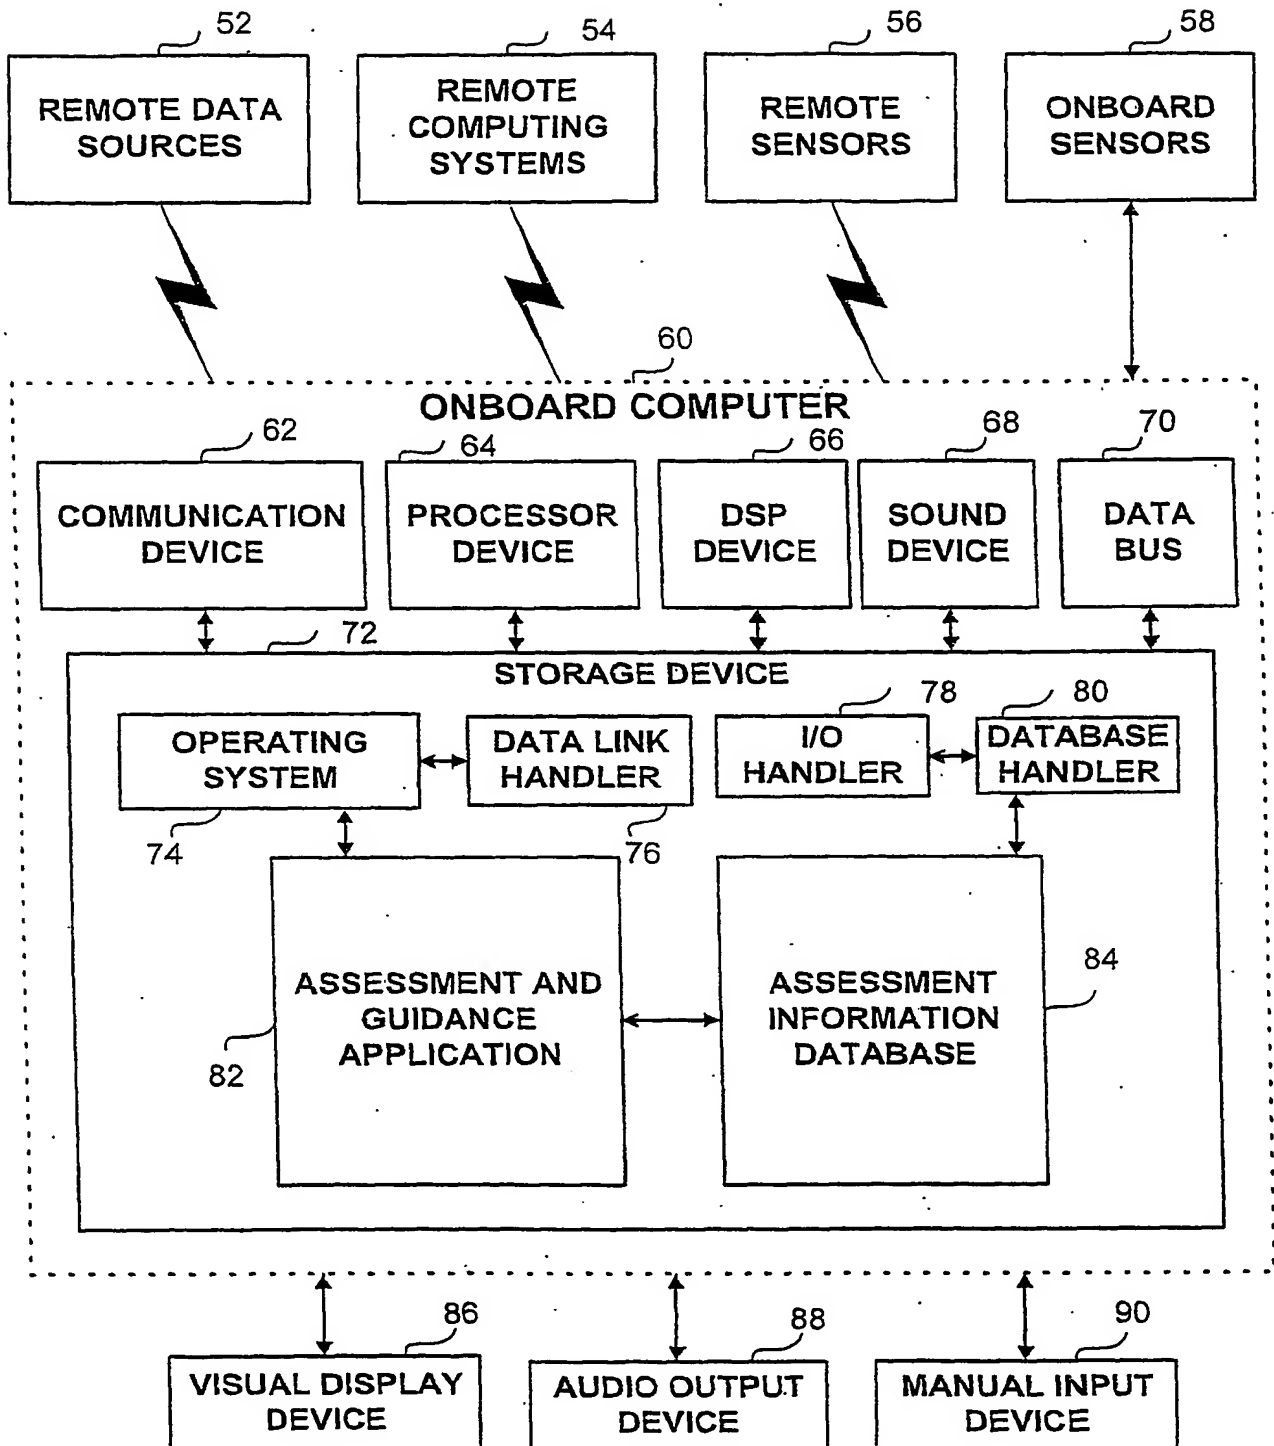 52
54
56
58
REMOTE DATA
SOURCES
REMOTE
COMPUTING
SYSTEMS
REMOTE
SENSORS
ONBOARD
SENSORS
60
ONBOARD COMPUTER
62
64
66
68
70
COMMUNICATION
DEVICE
PROCESSOR
DEVICE
DSP
DEVICE
SOUND
DEVICE
DATA
BUS
72
STORAGE DEVICE
78
80
OPERATING
SYSTEM
DATA LINK
HANDLER
I/O
HANDLER
DATABASE
HANDLER
74
76
ASSESSMENT AND
GUIDANCE
APPLICATION
82
ASSESSMENT
INFORMATION
DATABASE
84
86
88
90
VISUAL DISPLAY
DEVICE
AUDIO OUTPUT
DEVICE
MANUAL INPUT
DEVICE